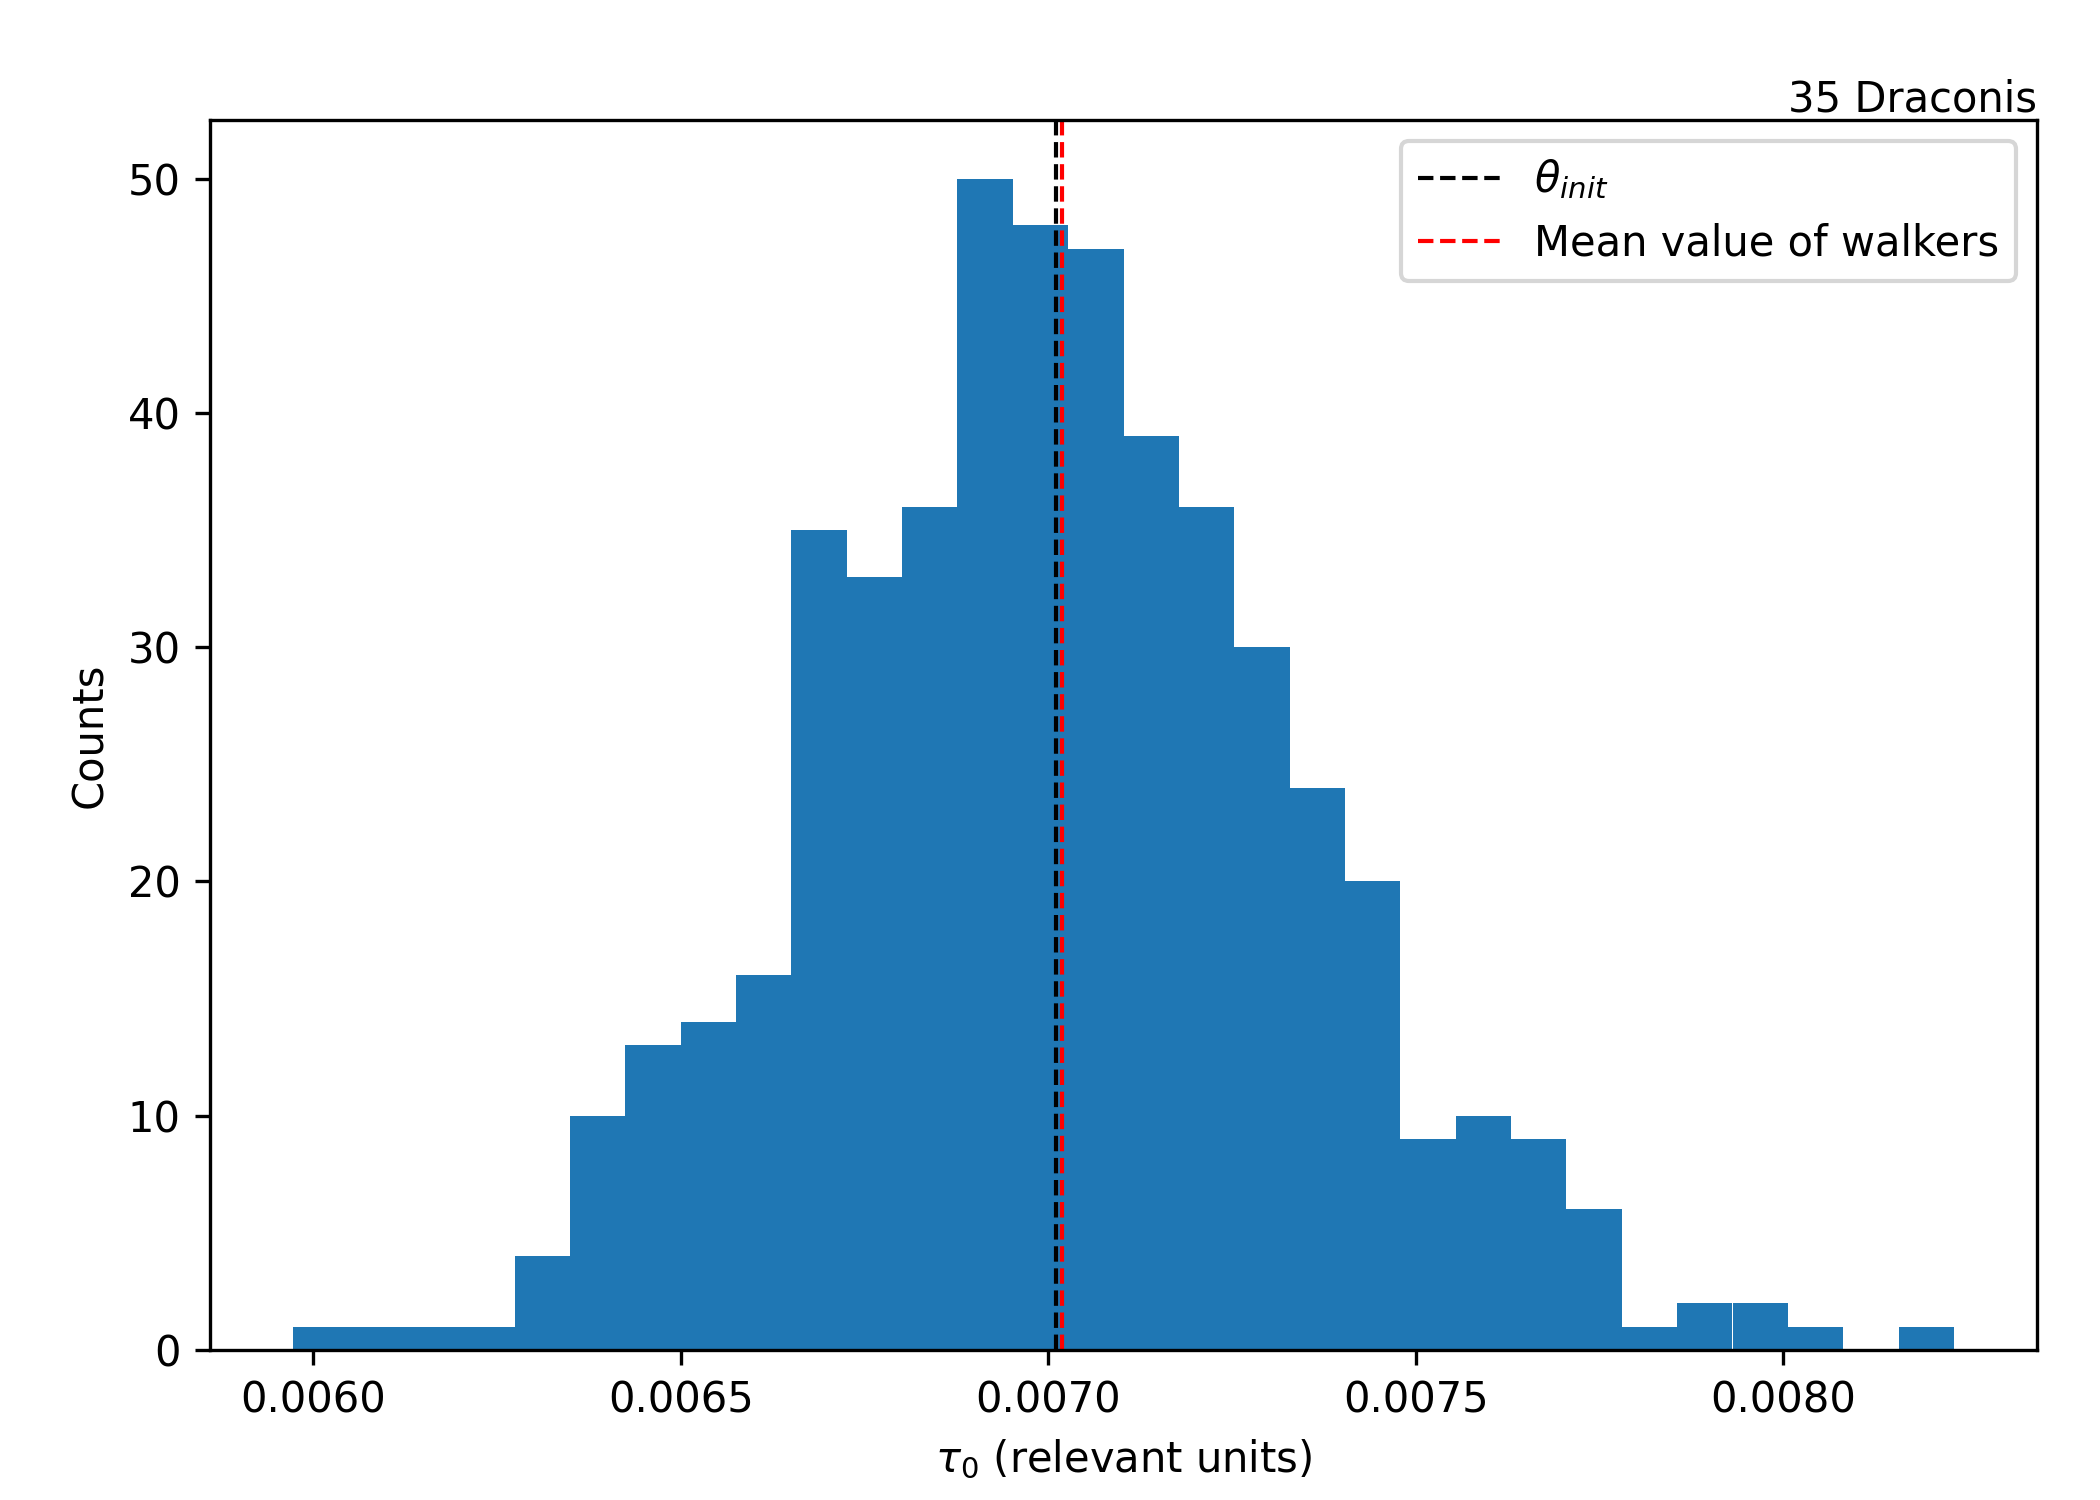 35 Draconis
θinit
Mean value of walkers
50
40
30
20
10
0
Counts
0.0060 0.0065 0.0070 0.0075 0.0080
τ0 (relevant units)